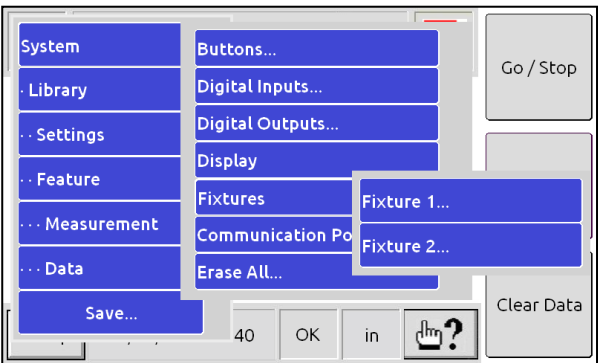 System
· Library
· · Settings
· · Feature
· · · Measurement
· · · Data
Save...
Buttons...
Digital Inputs...
Digital Outputs...
Display
Fixtures
Communication Po
Erase All...
Fixture 1...
Fixture 2...
Go / Stop
Clear Data
40
OK
in
?